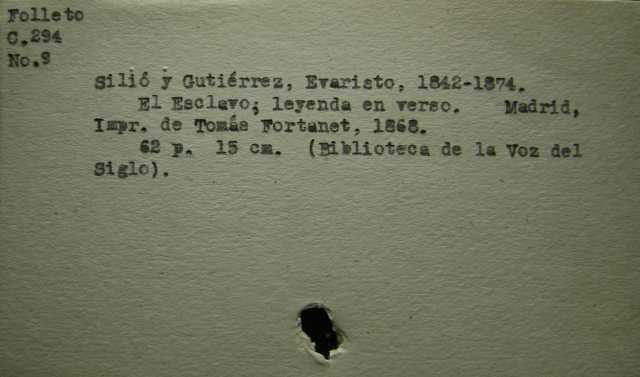 Folleto
C.294
No.9
Silió y Gutiérrez, Evaristo, 1842-1874.
El Esclavo; leyenda en verso. Madrid,
Impr. de Tomás Fortanet, 1868.
62 p. 15 cm. (Biblioteca de la Voz del
Siglo).